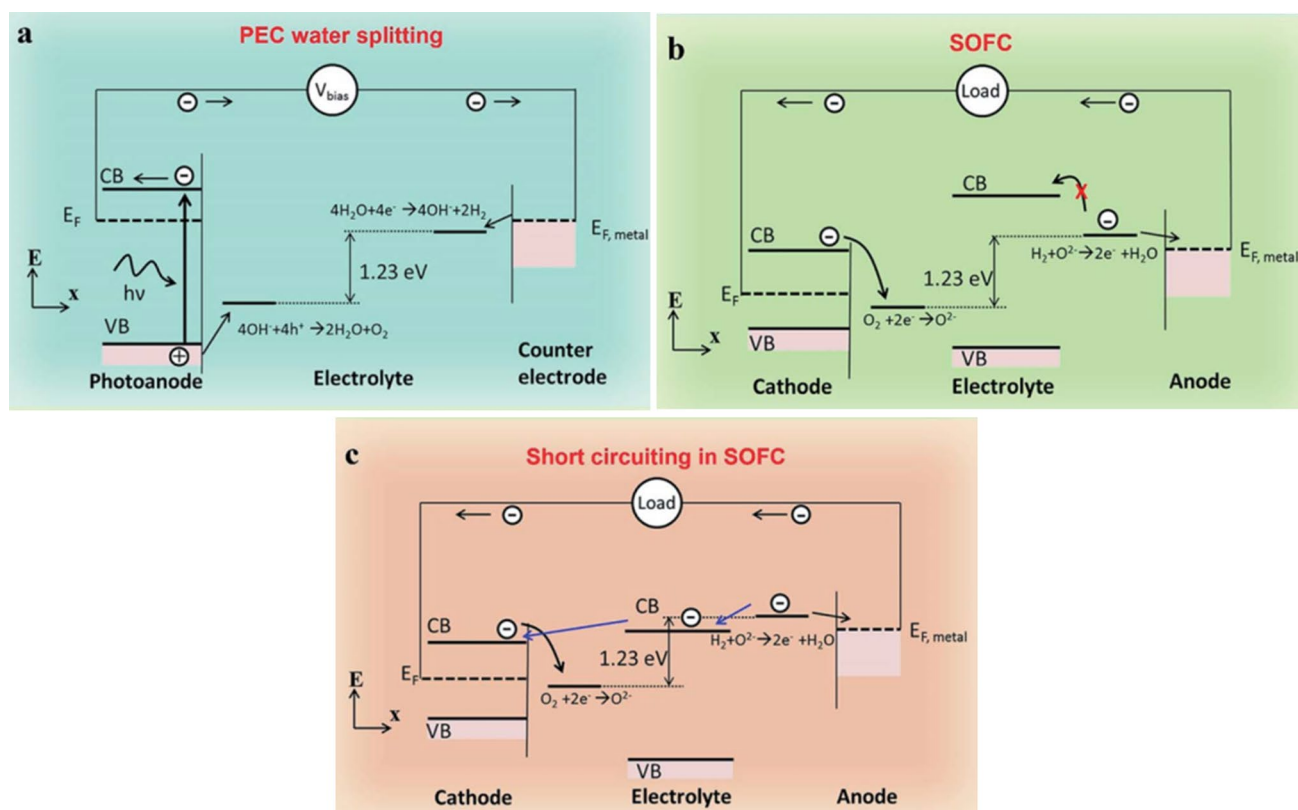 a
PEC water splitting
V_bias
⊖ →
⊖ →
CB
⊖
E_F
4H₂O+4e⁻ →4OH⁻+2H₂
E_F, metal
1.23 eV
hν
E
x
VB
4OH⁻+4h⁺ →2H₂O+O₂
⊕
Photoanode
Electrolyte
Counter
electrode
b
SOFC
Load
← ⊖
← ⊖
CB
X
CB
⊖
⊖
H₂+O²⁻→2e⁻ +H₂O
E_F, metal
1.23 eV
E_F
O₂ +2e⁻→O²⁻
E
x
VB
VB
Cathode
Electrolyte
Anode
c
Short circuiting in SOFC
Load
← ⊖
← ⊖
CB
⊖
⊖
CB
⊖
H₂+O²⁻→2e⁻ +H₂O
E_F, metal
1.23 eV
E_F
O₂ +2e⁻→O²⁻
E
x
VB
VB
Cathode
Electrolyte
Anode